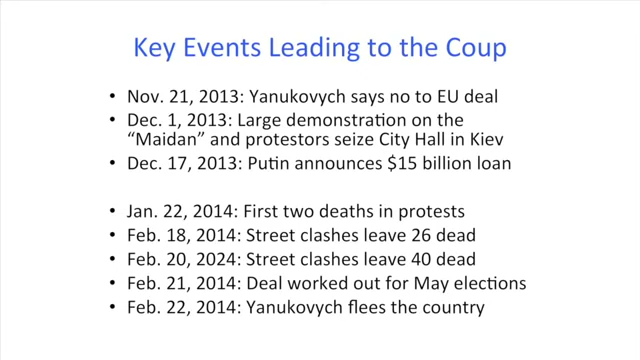 Key Events Leading to the Coup
• Nov. 21, 2013: Yanukovych says no to EU deal
• Dec. 1, 2013: Large demonstration on the
“Maidan” and protestors seize City Hall in Kiev
• Dec. 17, 2013: Putin announces $15 billion loan
• Jan. 22, 2014: First two deaths in protests
• Feb. 18, 2014: Street clashes leave 26 dead
• Feb. 20, 2024: Street clashes leave 40 dead
• Feb. 21, 2014: Deal worked out for May elections
• Feb. 22, 2014: Yanukovych flees the country